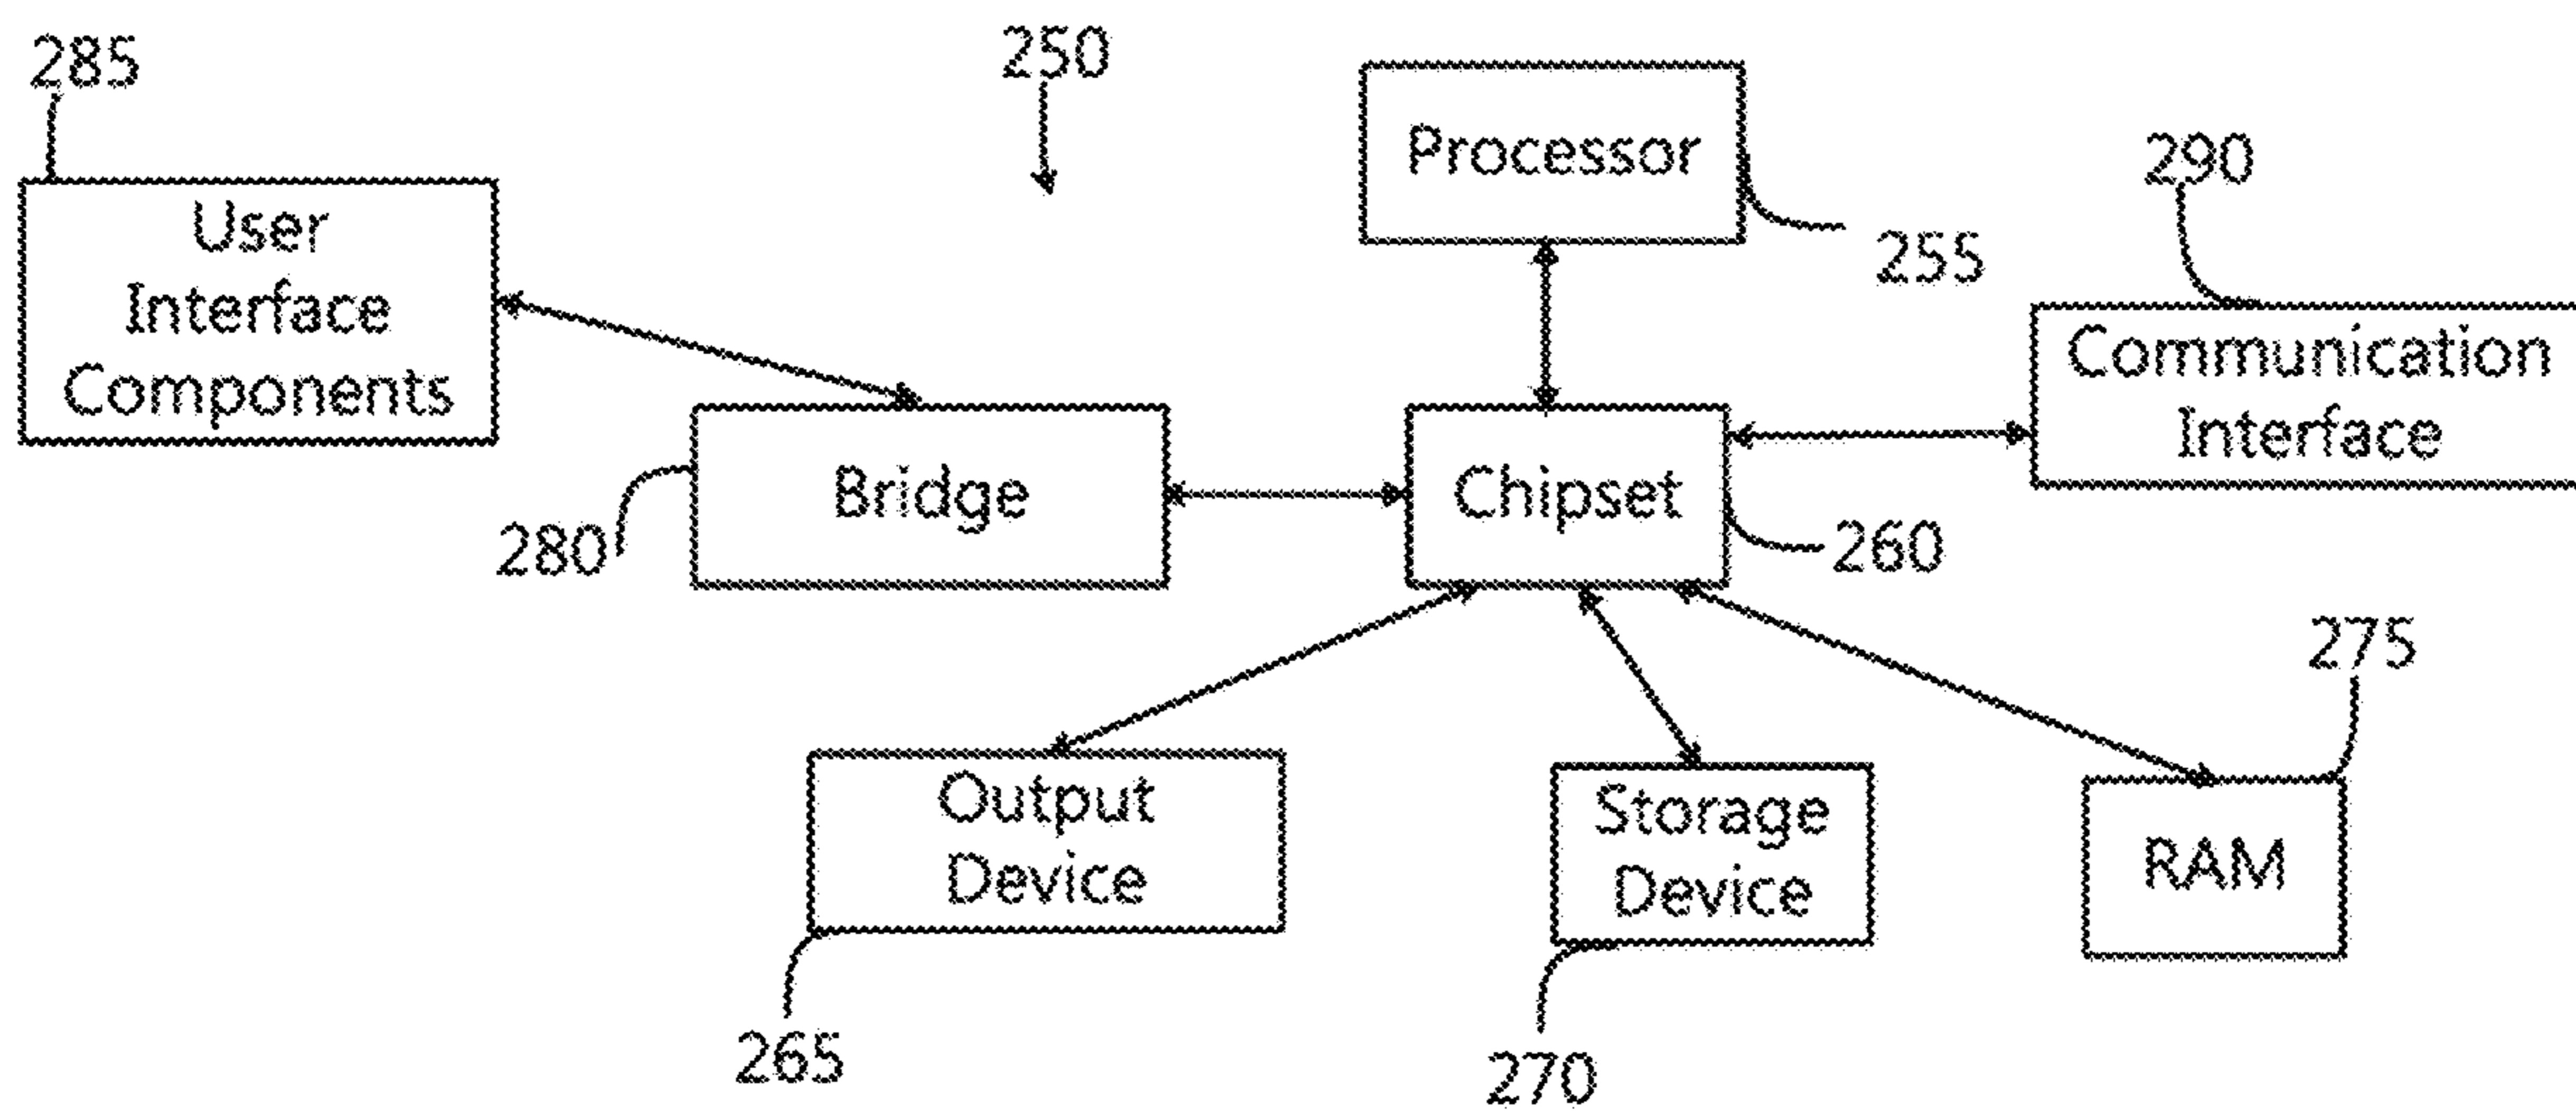 285
250
Processor
290
User
Interface
Components
255
Communication
Interface
Bridge
Chipset
280
260
275
Output
Device
Storage
Device
RAM
265
270